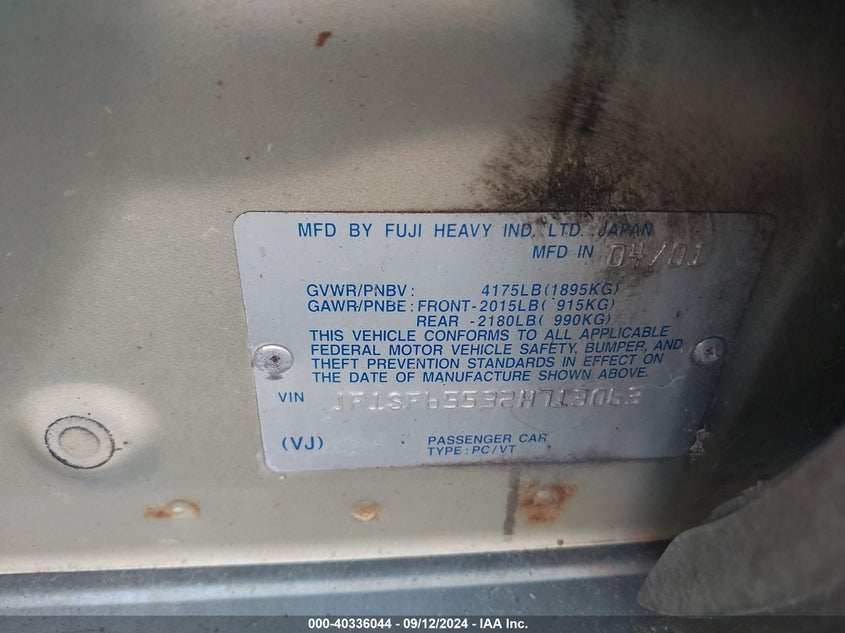 MFD BY FUJI HEAVY IND. LTD. JAPAN
MFD IN 04/01
GVWR/PNBV: 4175LB(1895KG)
GAWR/PNBE: FRONT-2015LB( 915KG)
REAR -2180LB( 990KG)
THIS VEHICLE CONFORMS TO ALL APPLICABLE
FEDERAL MOTOR VEHICLE SAFETY, BUMPER, AND
THEFT PREVENTION STANDARDS IN EFFECT ON
THE DATE OF MANUFACTURE SHOWN ABOVE.
VIN JF1SF65532H713063
(VJ) PASSENGER CAR
TYPE: PC/VT
000-40336044 - 09/12/2024 - IAA Inc.